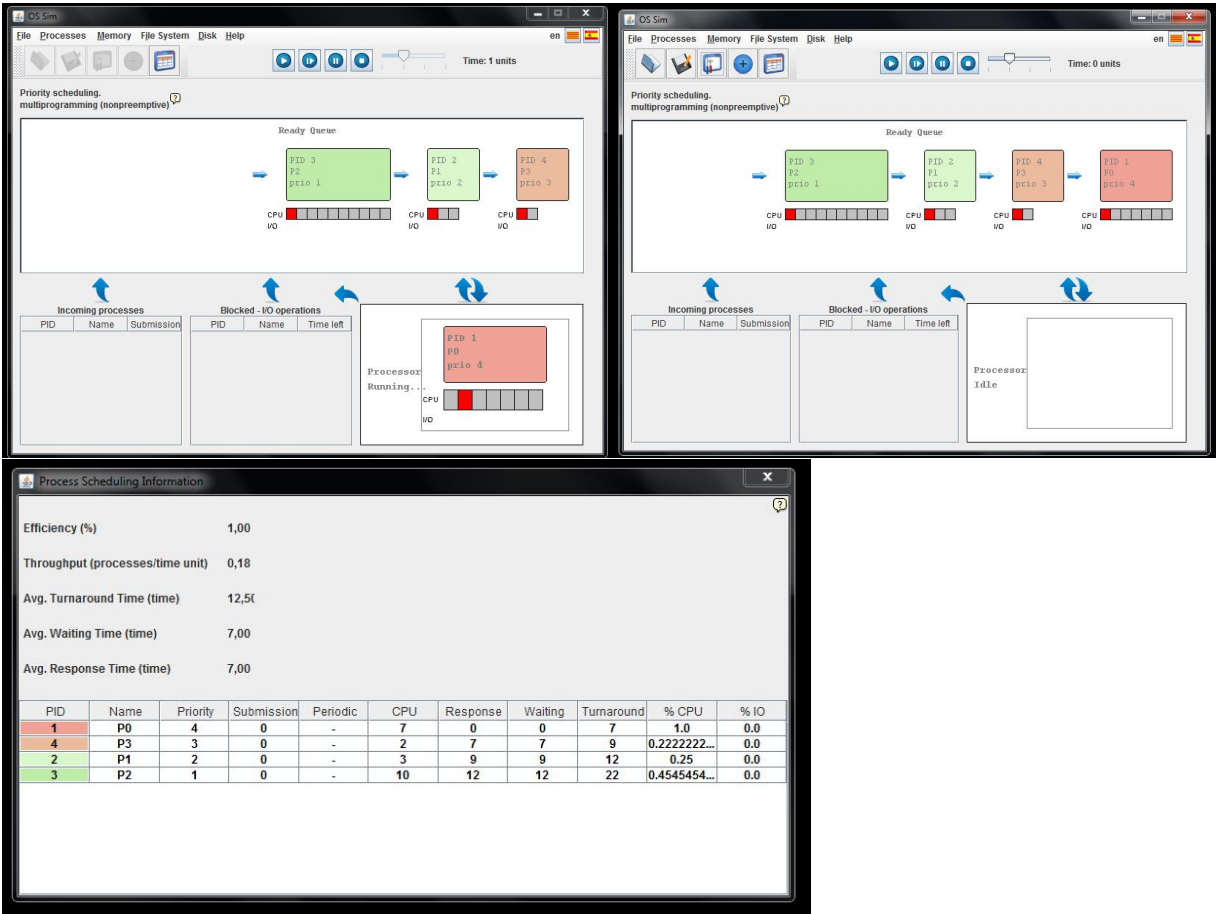 OS Sim
File Processes Memory File System Disk Help en
Time: 1 units
Priority scheduling.
multiprogramming (nonpreemptive) ?
Ready Queue
PID 3 PID 2 PID 4
P2 P1 P3
prio 1 prio 2 prio 3
CPU CPU CPU
I/O I/O I/O
Incoming processes Blocked - I/O operations
PID Name Submission PID Name Time left
PID 1
P0
prio 4
Processor
Running...
CPU
I/O
OS Sim
File Processes Memory File System Disk Help en
Time: 0 units
Priority scheduling.
multiprogramming (nonpreemptive) ?
Ready Queue
PID 3 PID 2 PID 4 PID 1
P2 P1 P3 P0
prio 1 prio 2 prio 3 prio 4
CPU CPU CPU CPU
I/O I/O I/O I/O
Incoming processes Blocked - I/O operations
PID Name Submission PID Name Time left
Processor
Idle
Process Scheduling Information
?
Efficiency (%) 1,00
Throughput (processes/time unit) 0,18
Avg. Turnaround Time (time) 12,50
Avg. Waiting Time (time) 7,00
Avg. Response Time (time) 7,00
PID Name Priority Submission Periodic CPU Response Waiting Turnaround % CPU % IO
1 P0 4 0 - 7 0 0 7 1.0 0.0
4 P3 3 0 - 2 7 7 9 0.2222222... 0.0
2 P1 2 0 - 3 9 9 12 0.25 0.0
3 P2 1 0 - 10 12 12 22 0.4545454... 0.0